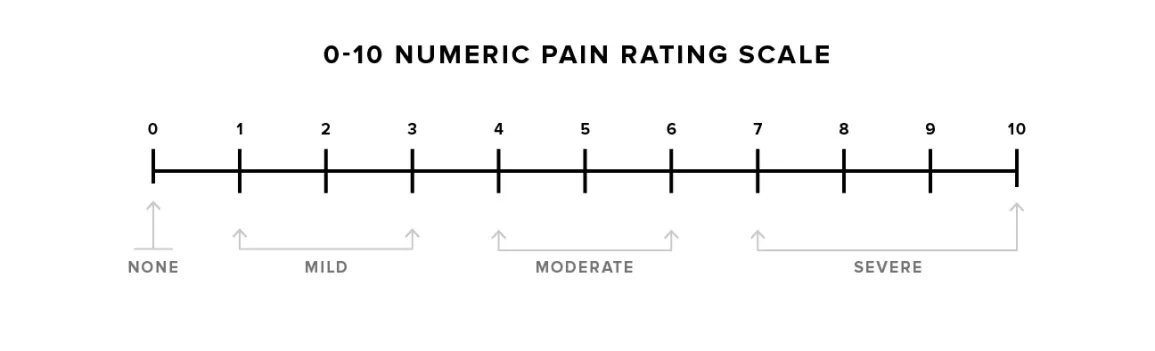 0-10 NUMERIC PAIN RATING SCALE
0 1 2 3 4 5 6 7 8 9 10
NONE MILD MODERATE SEVERE